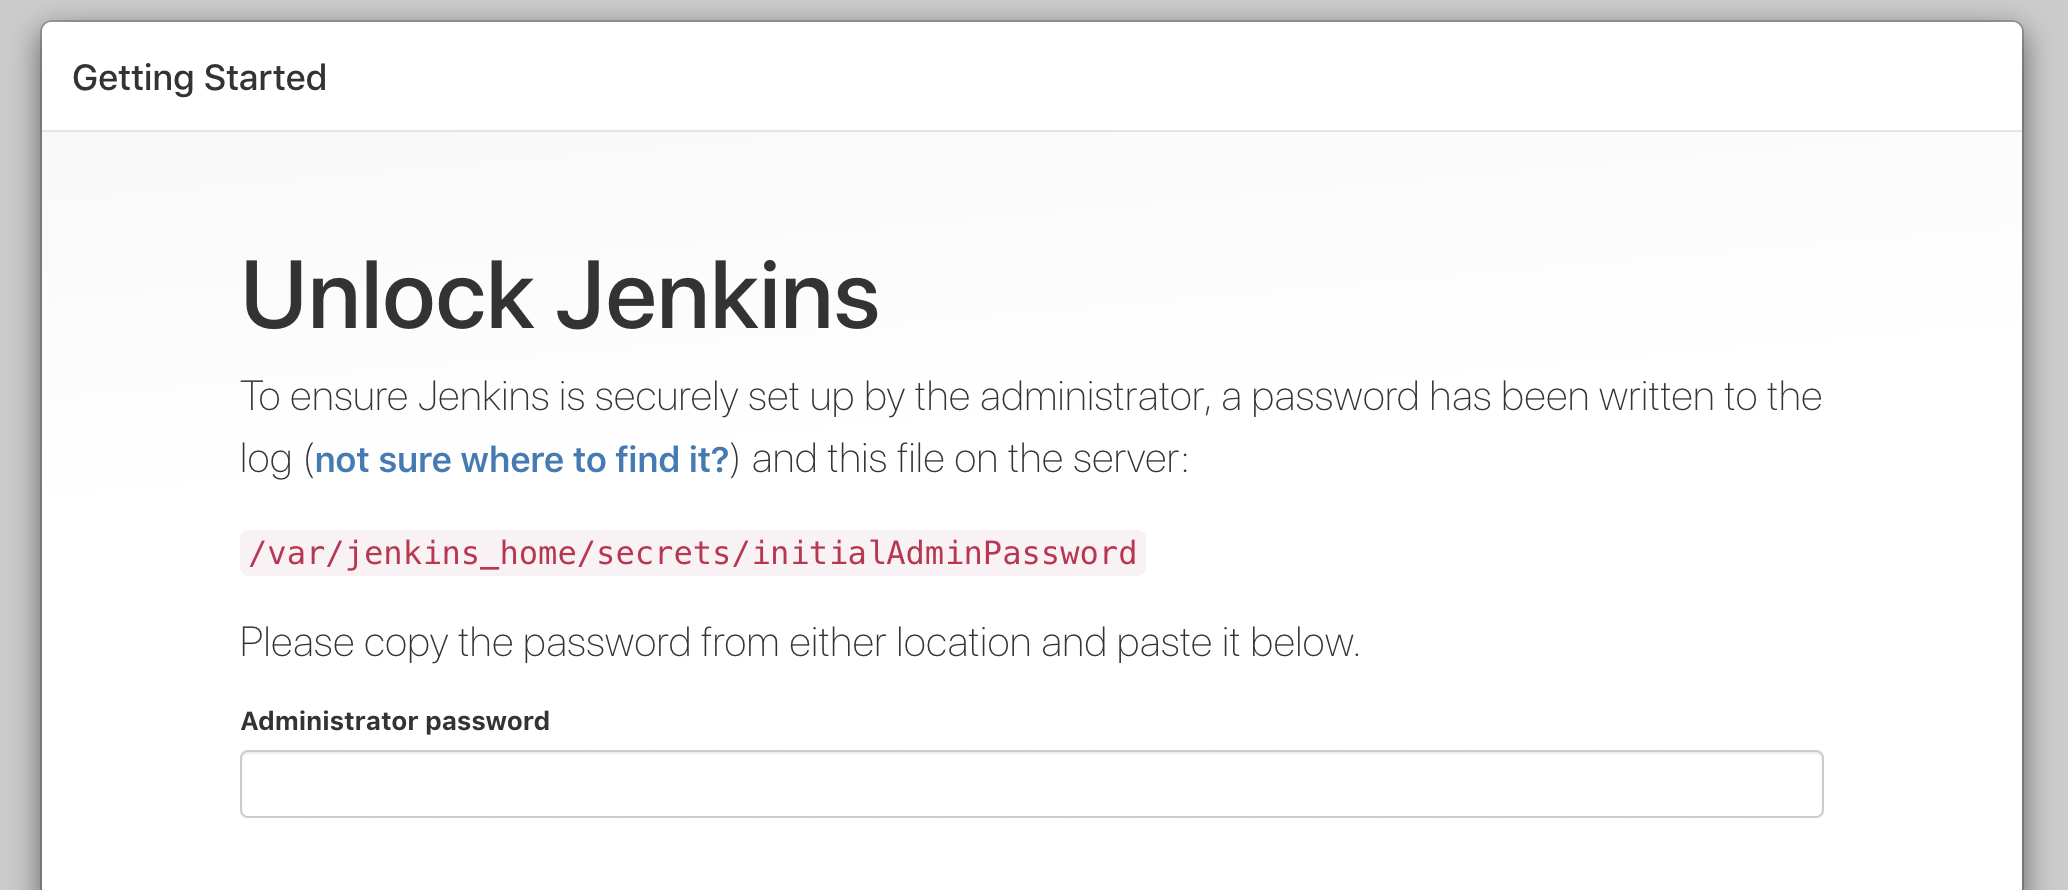 Getting Started
Unlock Jenkins
To ensure Jenkins is securely set up by the administrator, a password has been written to the
log (not sure where to find it?) and this file on the server:
/var/jenkins_home/secrets/initialAdminPassword
Please copy the password from either location and paste it below.
Administrator password